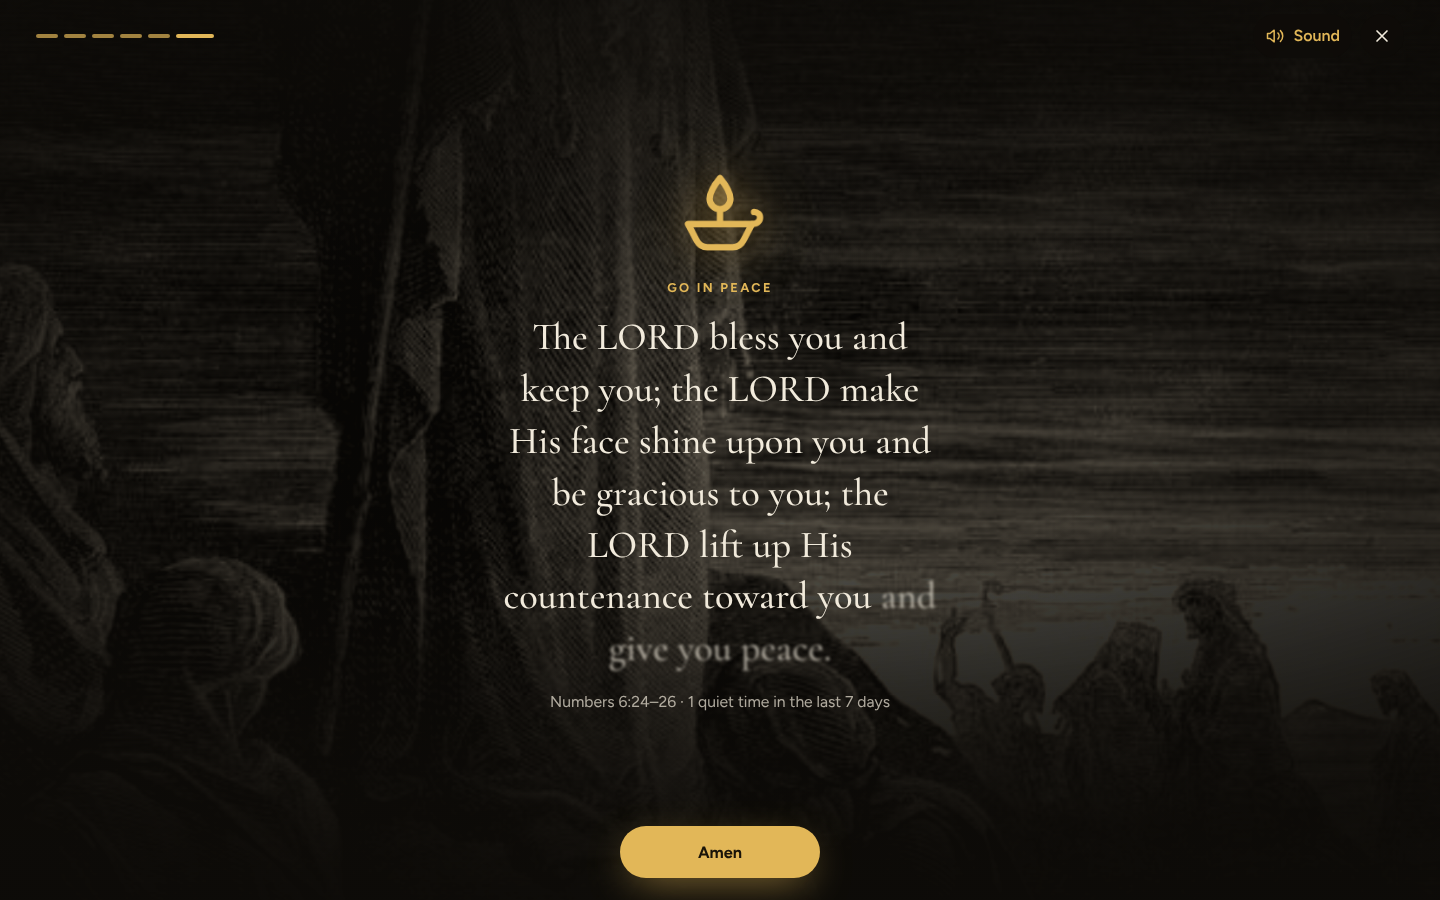 Sound
GO IN PEACE
The LORD bless you and
keep you; the LORD make
His face shine upon you and
be gracious to you; the
LORD lift up His
countenance toward you and
give you peace.
Numbers 6:24–26 · 1 quiet time in the last 7 days
Amen